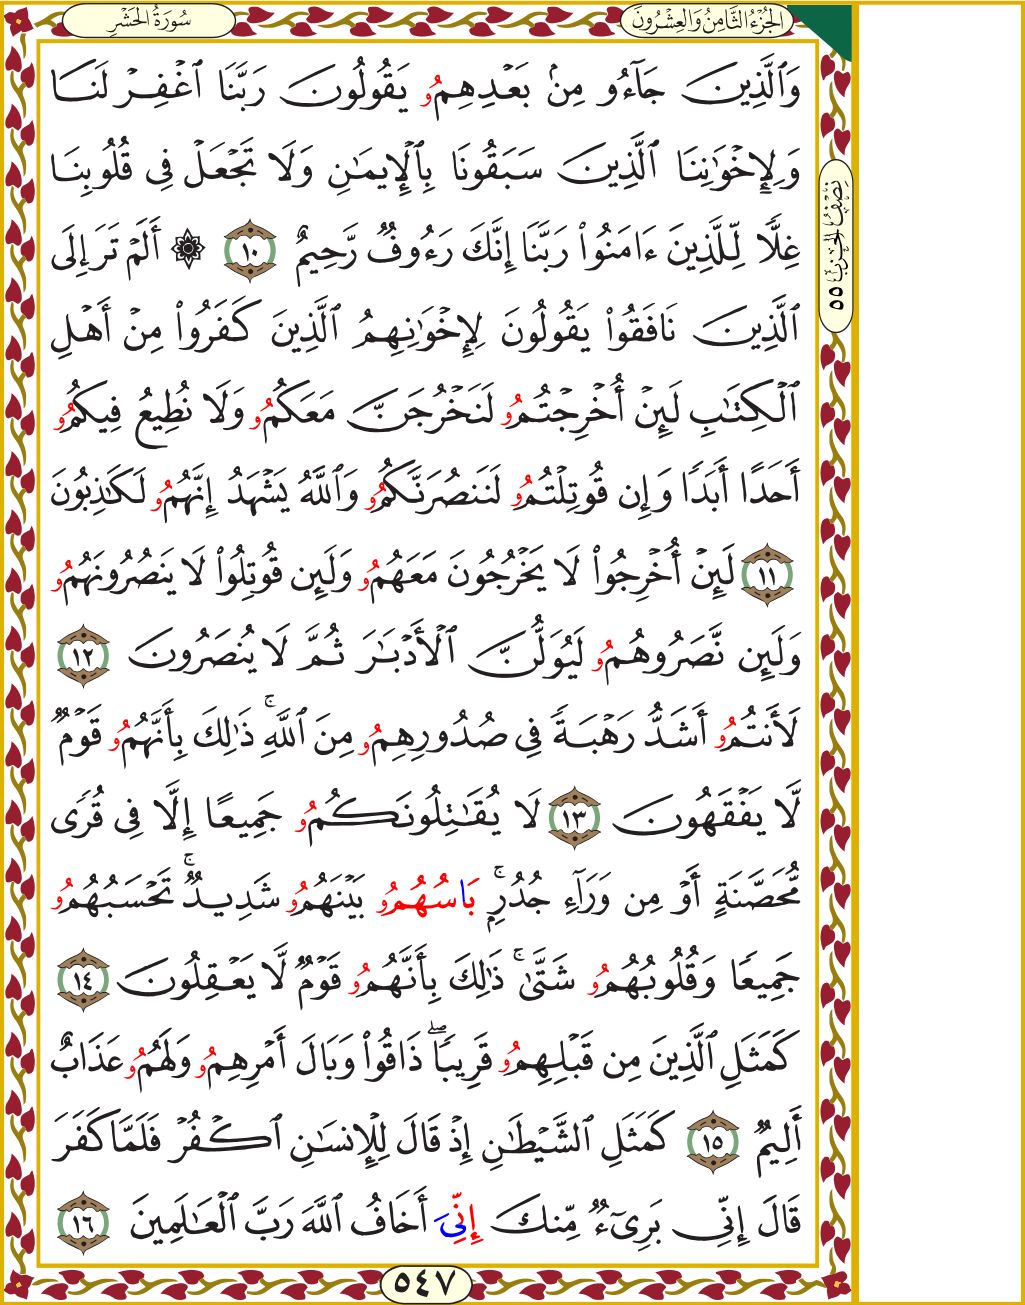 سُورَةُ الحَشْرِ
الجُزْءُ الثَّامِنُ وَالعِشْرُونَ
وَٱلَّذِينَ جَآءُو مِنۢ بَعْدِهِمُو يَقُولُونَ رَبَّنَا ٱغْفِرْ لَنَا
وَلِإِخْوَٰنِنَا ٱلَّذِينَ سَبَقُونَا بِٱلْإِيمَٰنِ وَلَا تَجْعَلْ فِى قُلُوبِنَا
غِلًّا لِّلَّذِينَ ءَامَنُوا۟ رَبَّنَآ إِنَّكَ رَءُوفٌ رَّحِيمٌ ١٠ ۞ أَلَمْ تَرَ إِلَى
ٱلَّذِينَ نَافَقُوا۟ يَقُولُونَ لِإِخْوَٰنِهِمُ ٱلَّذِينَ كَفَرُوا۟ مِنْ أَهْلِ
ٱلْكِتَٰبِ لَئِنْ أُخْرِجْتُمُو لَنَخْرُجَنَّ مَعَكُمُو وَلَا نُطِيعُ فِيكُمُو
أَحَدًا أَبَدًا وَإِن قُوتِلْتُمُو لَنَنصُرَنَّكُمُو وَٱللَّهُ يَشْهَدُ إِنَّهُمُو لَكَٰذِبُونَ
١١ لَئِنْ أُخْرِجُوا۟ لَا يَخْرُجُونَ مَعَهُمُو وَلَئِن قُوتِلُوا۟ لَا يَنصُرُونَهُمُو
وَلَئِن نَّصَرُوهُمُو لَيُوَلُّنَّ ٱلْأَدْبَٰرَ ثُمَّ لَا يُنصَرُونَ ١٢
لَأَنتُمُو أَشَدُّ رَهْبَةً فِى صُدُورِهِمُو مِنَ ٱللَّهِ ۚ ذَٰلِكَ بِأَنَّهُمُو قَوْمٌ
لَّا يَفْقَهُونَ ١٣ لَا يُقَٰتِلُونَكُمُو جَمِيعًا إِلَّا فِى قُرًى
مُّحَصَّنَةٍ أَوْ مِن وَرَآءِ جُدُرٍ ۚ بَاسُهُمُو بَيْنَهُمُو شَدِيدٌ ۚ تَحْسَبُهُمُو
جَمِيعًا وَقُلُوبُهُمُو شَتَّىٰ ۚ ذَٰلِكَ بِأَنَّهُمُو قَوْمٌ لَّا يَعْقِلُونَ ١٤
كَمَثَلِ ٱلَّذِينَ مِن قَبْلِهِمُو قَرِيبًا ۖ ذَاقُوا۟ وَبَالَ أَمْرِهِمُو وَلَهُمُو عَذَابٌ
أَلِيمٌ ١٥ كَمَثَلِ ٱلشَّيْطَٰنِ إِذْ قَالَ لِلْإِنسَٰنِ ٱكْفُرْ فَلَمَّا كَفَرَ
قَالَ إِنِّى بَرِىٓءٌ مِّنكَ إِنِّىَ أَخَافُ ٱللَّهَ رَبَّ ٱلْعَٰلَمِينَ ١٦
نِصْفُ الحِزْبِ ٥٥
٥٤٧